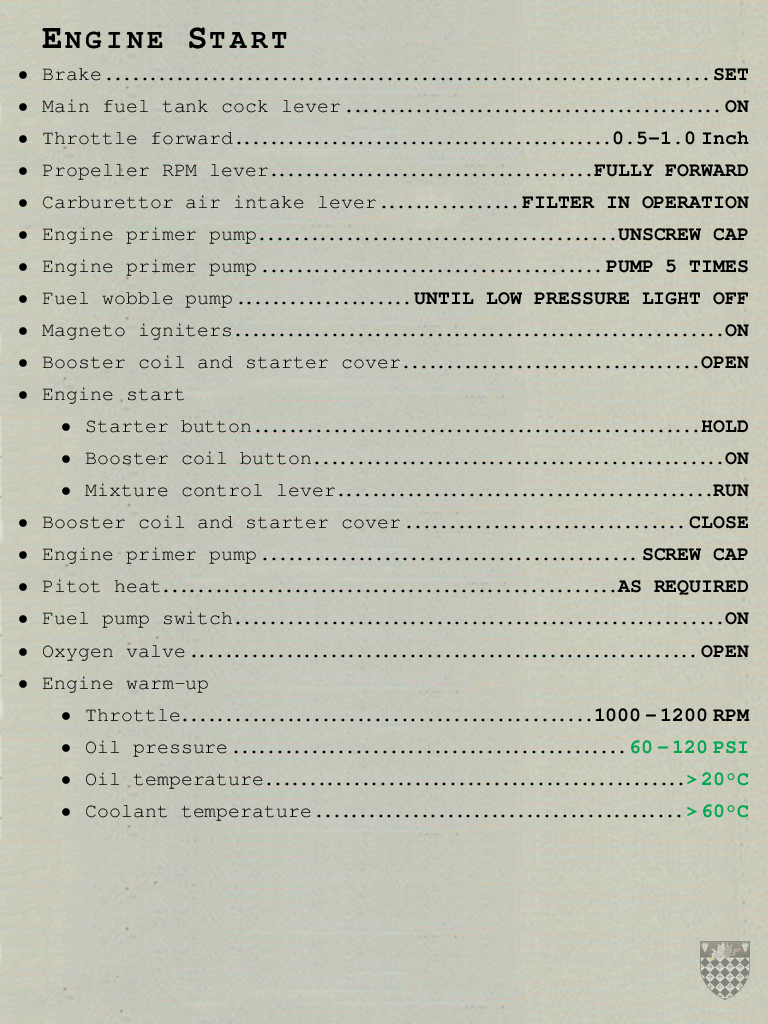 ENGINE START
• Brake..........SET
• Main fuel tank cock lever..........ON
• Throttle forward..........0.5-1.0 Inch
• Propeller RPM lever..........FULLY FORWARD
• Carburettor air intake lever..........FILTER IN OPERATION
• Engine primer pump..........UNSCREW CAP
• Engine primer pump..........PUMP 5 TIMES
• Fuel wobble pump..........UNTIL LOW PRESSURE LIGHT OFF
• Magneto igniters..........ON
• Booster coil and starter cover..........OPEN
• Engine start
• Starter button..........HOLD
• Booster coil button..........ON
• Mixture control lever..........RUN
• Booster coil and starter cover..........CLOSE
• Engine primer pump..........SCREW CAP
• Pitot heat..........AS REQUIRED
• Fuel pump switch..........ON
• Oxygen valve..........OPEN
• Engine warm-up
• Throttle..........1000-1200 RPM
• Oil pressure..........60-120 PSI
• Oil temperature..........>20°C
• Coolant temperature..........>60°C